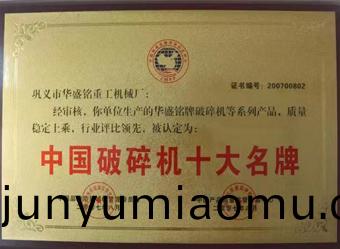 证书编号：200700802
巩义市华盛铭重工机械厂：
经审核，你单位生产的华盛铭牌破碎机等系列产品，质量
稳定上乘，行业评比领先，被认定为：
中国破碎机十大名牌
junyumiaomu.c